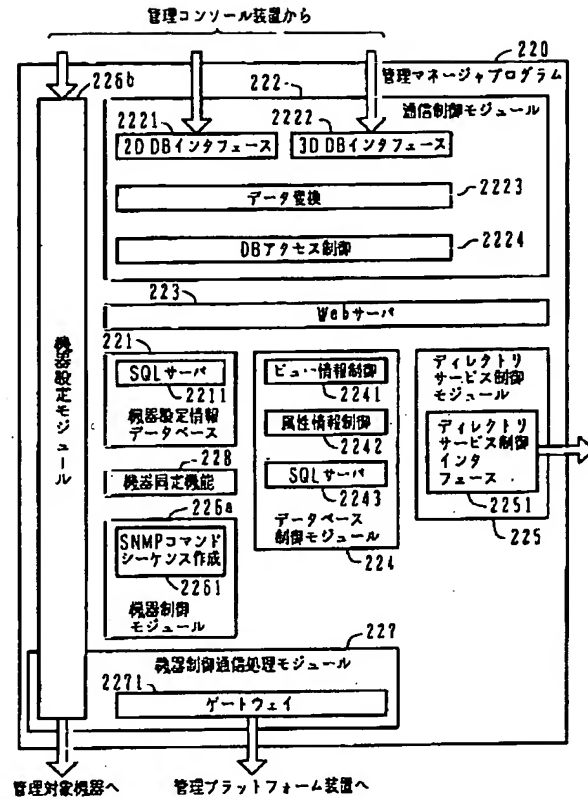 管理コンソール装置から
220
管理マネージャプログラム
226b
222
通信制御モジュール
2221
2222
2D DBインタフェース
3D DBインタフェース
データ変換
2223
DBアクセス制御
2224
223
Webサーバ
機器設定モジュール
221
SQLサーバ
2211
機器設定情報
データベース
228
機器同定機能
226a
SNMPコマンド
シーケンス作成
2261
機器制御
モジュール
ビュー情報制御
2241
属性情報制御
2242
SQLサーバ
2243
データベース
制御モジュール
224
ディレクトリ
サービス制御
モジュール
ディレクトリ
サービス制御
インタ
フェース
2251
225
227
機器制御通信処理モジュール
2271
ゲートウェイ
管理対象機器へ
管理プラットフォーム装置へ